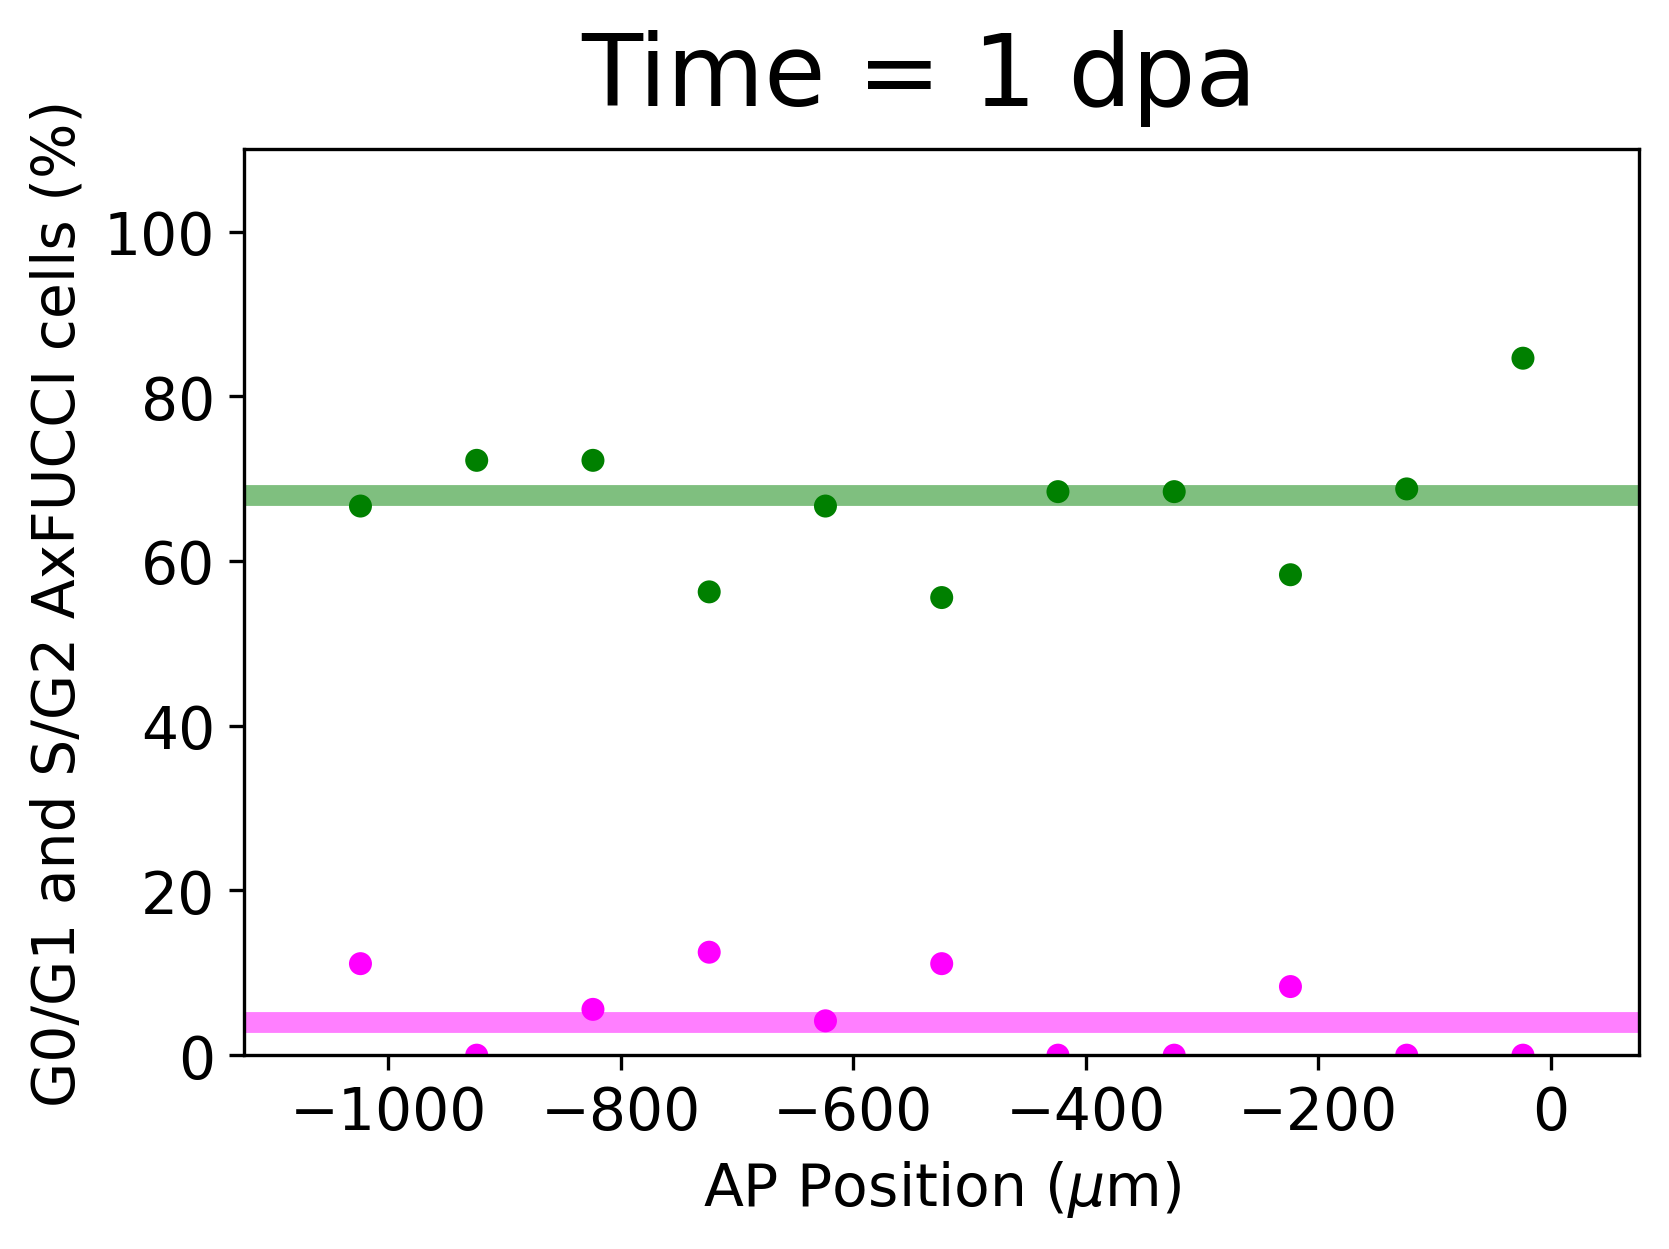 Time = 1 dpa
G0/G1 and S/G2 AxFUCCI cells (%)
100
80
60
40
20
0
−1000 −800 −600 −400 −200 0
AP Position (μm)